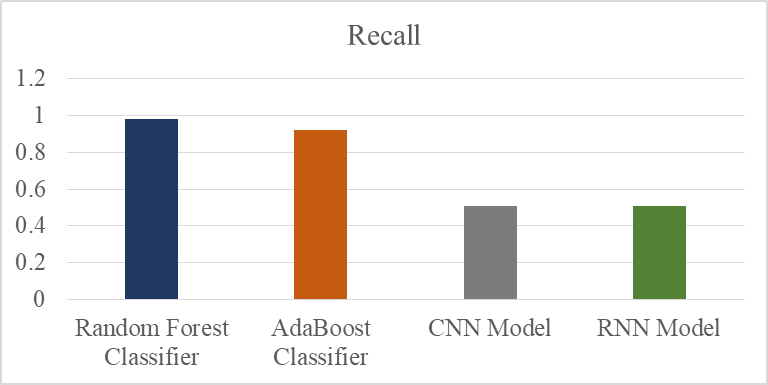 Recall
1.2
1
0.8
0.6
0.4
0.2
0
Random Forest Classifier
AdaBoost Classifier
CNN Model
RNN Model